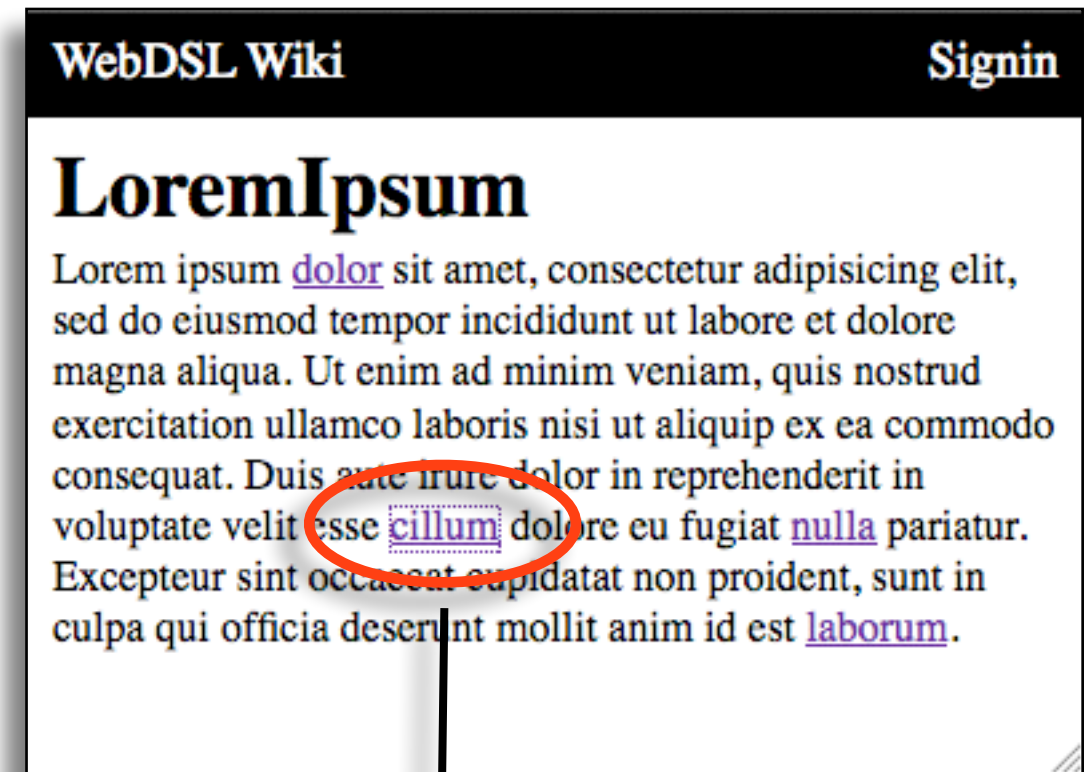 WebDSL Wiki Signin
LoremIpsum
Lorem ipsum dolor sit amet, consectetur adipisicing elit,
sed do eiusmod tempor incididunt ut labore et dolore
magna aliqua. Ut enim ad minim veniam, quis nostrud
exercitation ullamco laboris nisi ut aliquip ex ea commodo
consequat. Duis aute irure dolor in reprehenderit in
voluptate velit esse cillum dolore eu fugiat nulla pariatur.
Excepteur sint occaecat cupidatat non proident, sunt in
culpa qui officia deserunt mollit anim id est laborum.